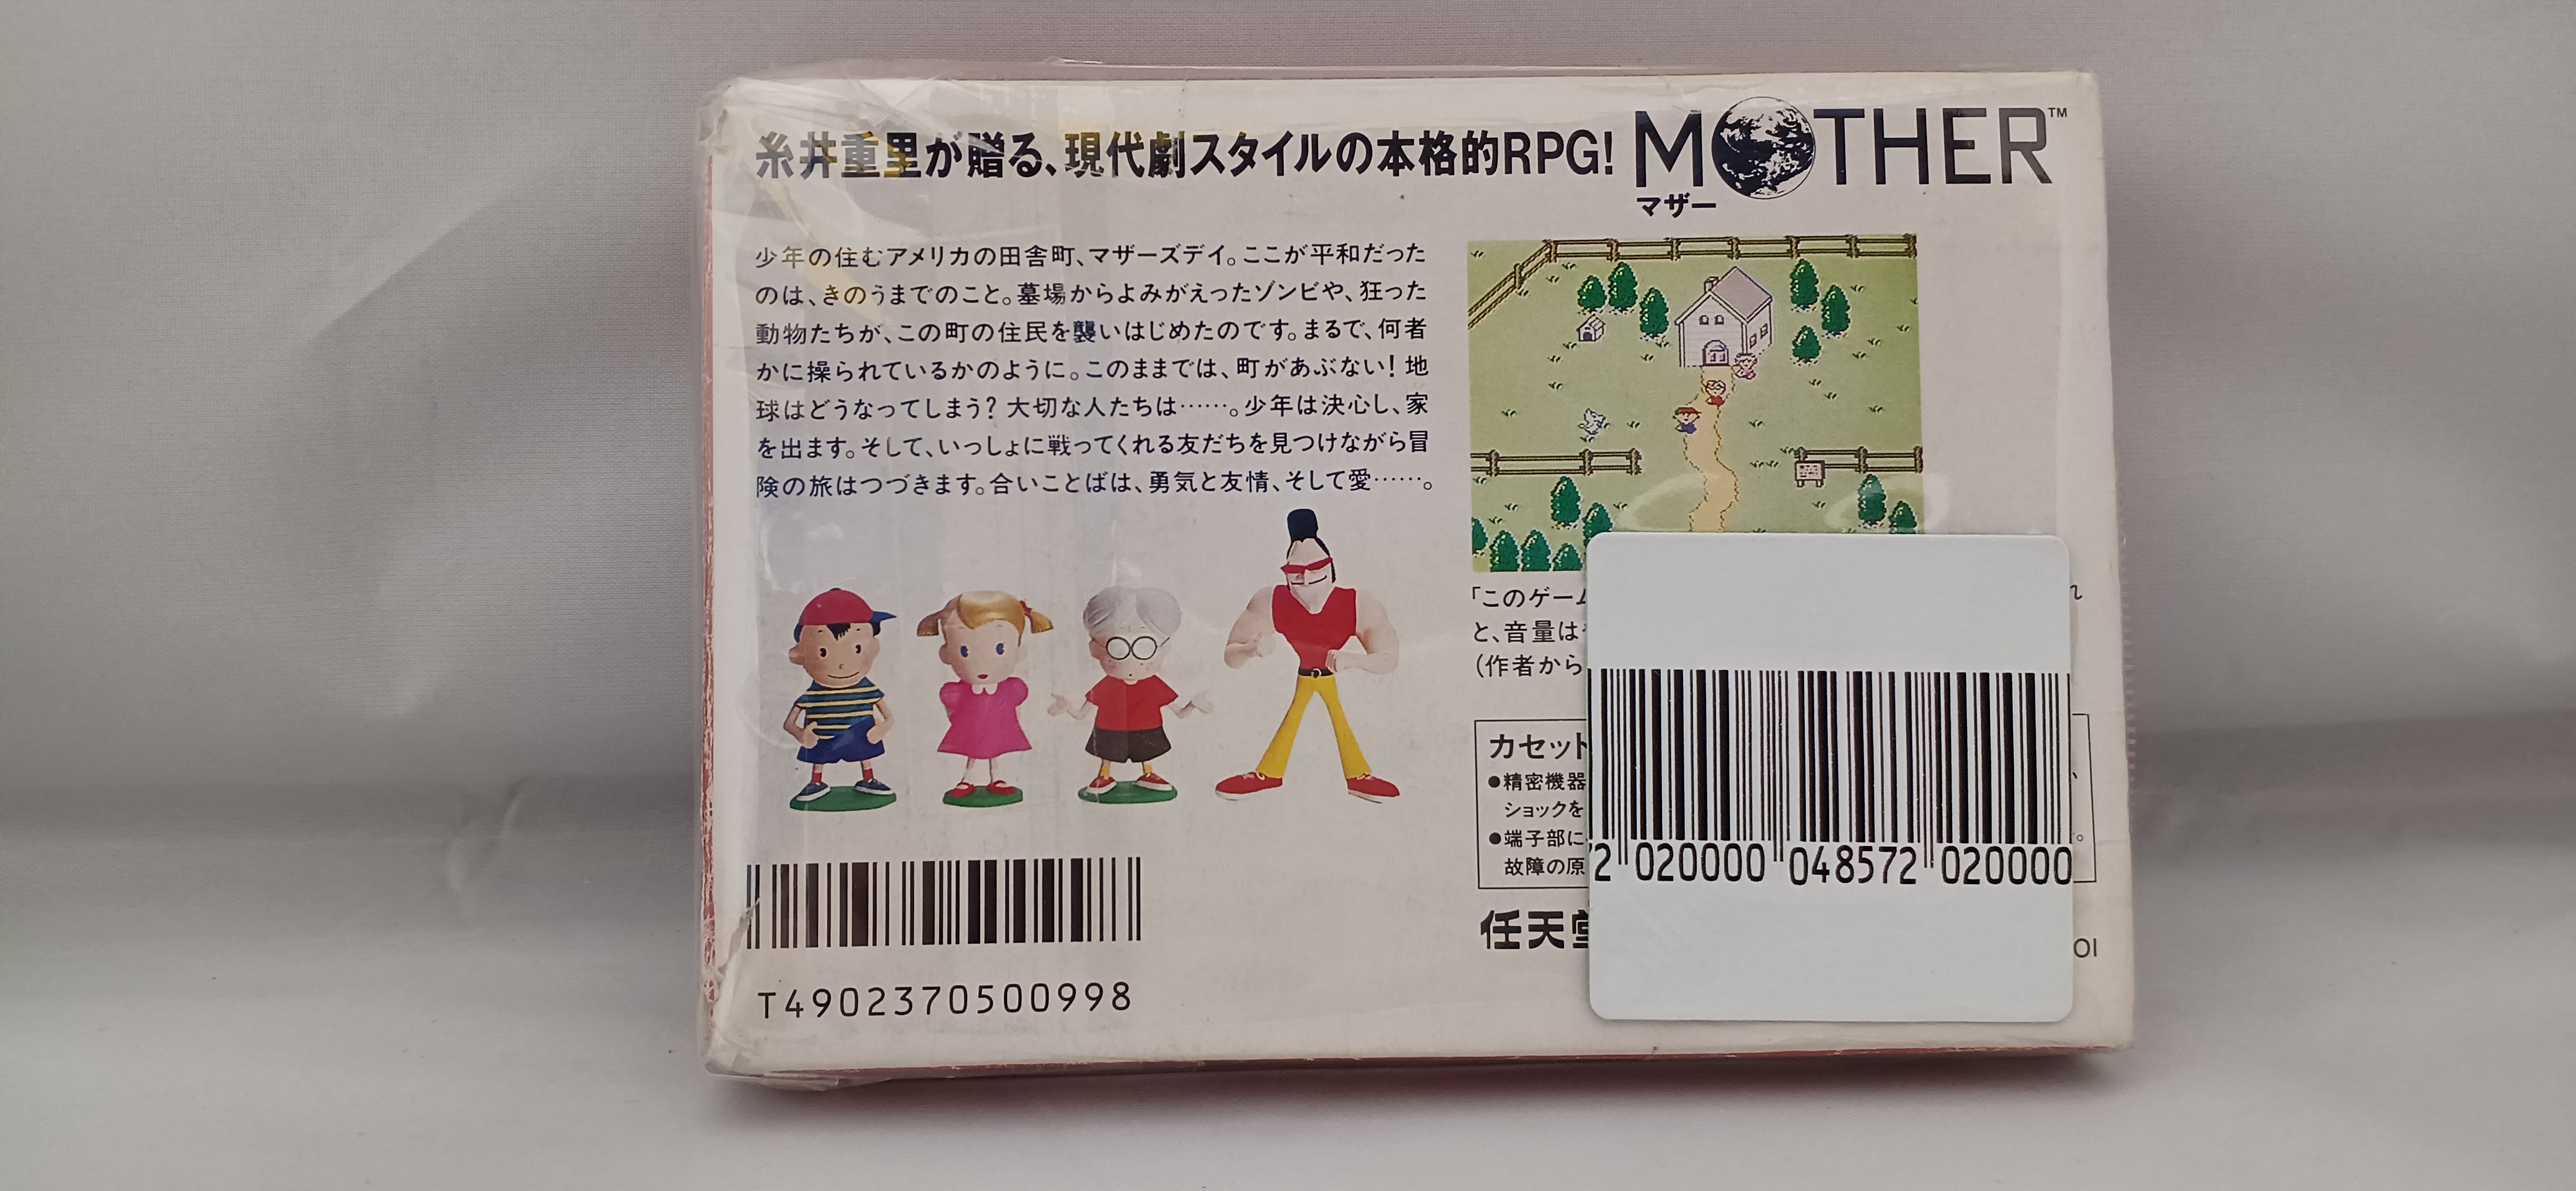 糸井重里が贈る、現代劇スタイルの本格的RPG!
MOTHER™
マザー
少年の住むアメリカの田舎町、マザーズデイ。ここが平和だった
のは、きのうまでのこと。墓場からよみがえったゾンビや、狂った
動物たちが、この町の住民を襲いはじめたのです。まるで、何者
かに操られているかのように。このままでは、町があぶない!地
球はどうなってしまう?大切な人たちは……。少年は決心し、家
を出ます。そして、いっしょに戦ってくれる友だちを見つけながら冒
険の旅はつづきます。合いことばは、勇気と友情、そして愛……。
「このゲーム
と、音量は
(作者から
カセット
●精密機器
ショックを
●端子部に
故障の原
2 020000 048572 020000
任天堂
T4902370500998